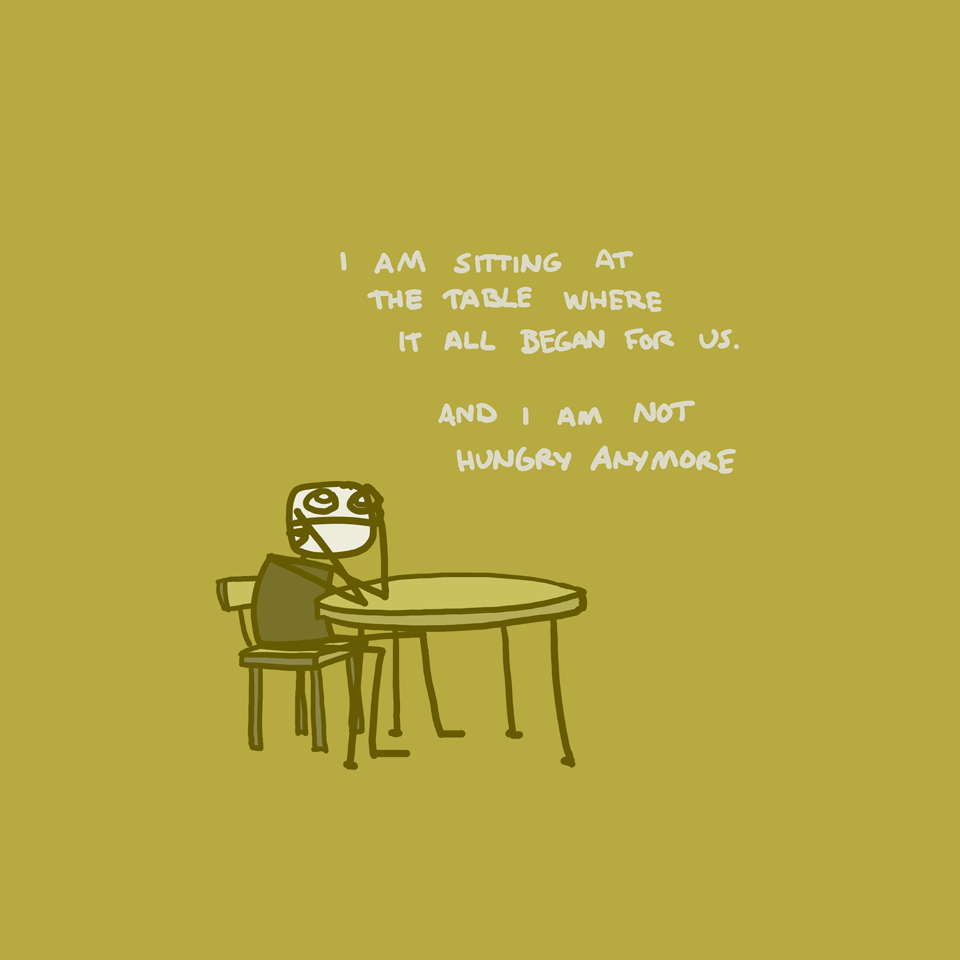 I AM SITTING AT
THE TABLE WHERE
IT ALL BEGAN FOR US.
AND I AM NOT
HUNGRY ANYMORE